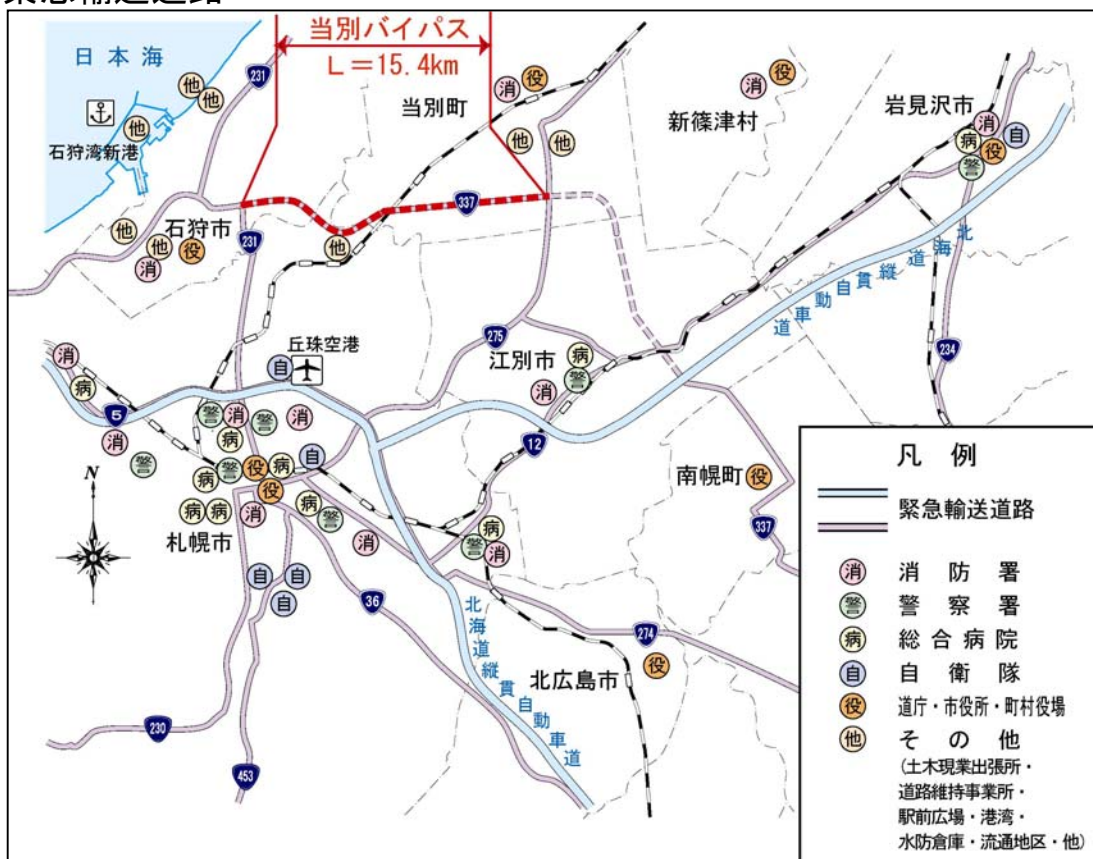 当別バイパス
L=15.4km
日本海
他
他
231
消
役
当別町
消
役
新篠津村
岩見沢市
消
自
病
役
警
他
石狩湾新港
他
他
337
231
他
石狩市
他
役
消
他
北海道縦貫自動車道
275
234
丘珠空港
自
江別市
病
警
消
消
病
5
消
警
警
消
警
消
病
12
病
警
役
病
自
役
病
病
消
札幌市
病
警
消
病
警
消
南幌町
役
337
自
自
自
36
北海道縦貫自動車道
274
役
北広島市
230
453
N
凡例
緊急輸送道路
消 消防署
警 警察署
病 総合病院
自 自衛隊
役 道庁・市役所・町村役場
他 その他
(土木現業出張所・
道路維持事業所・
駅前広場・港湾・
水防倉庫・流通地区・他)